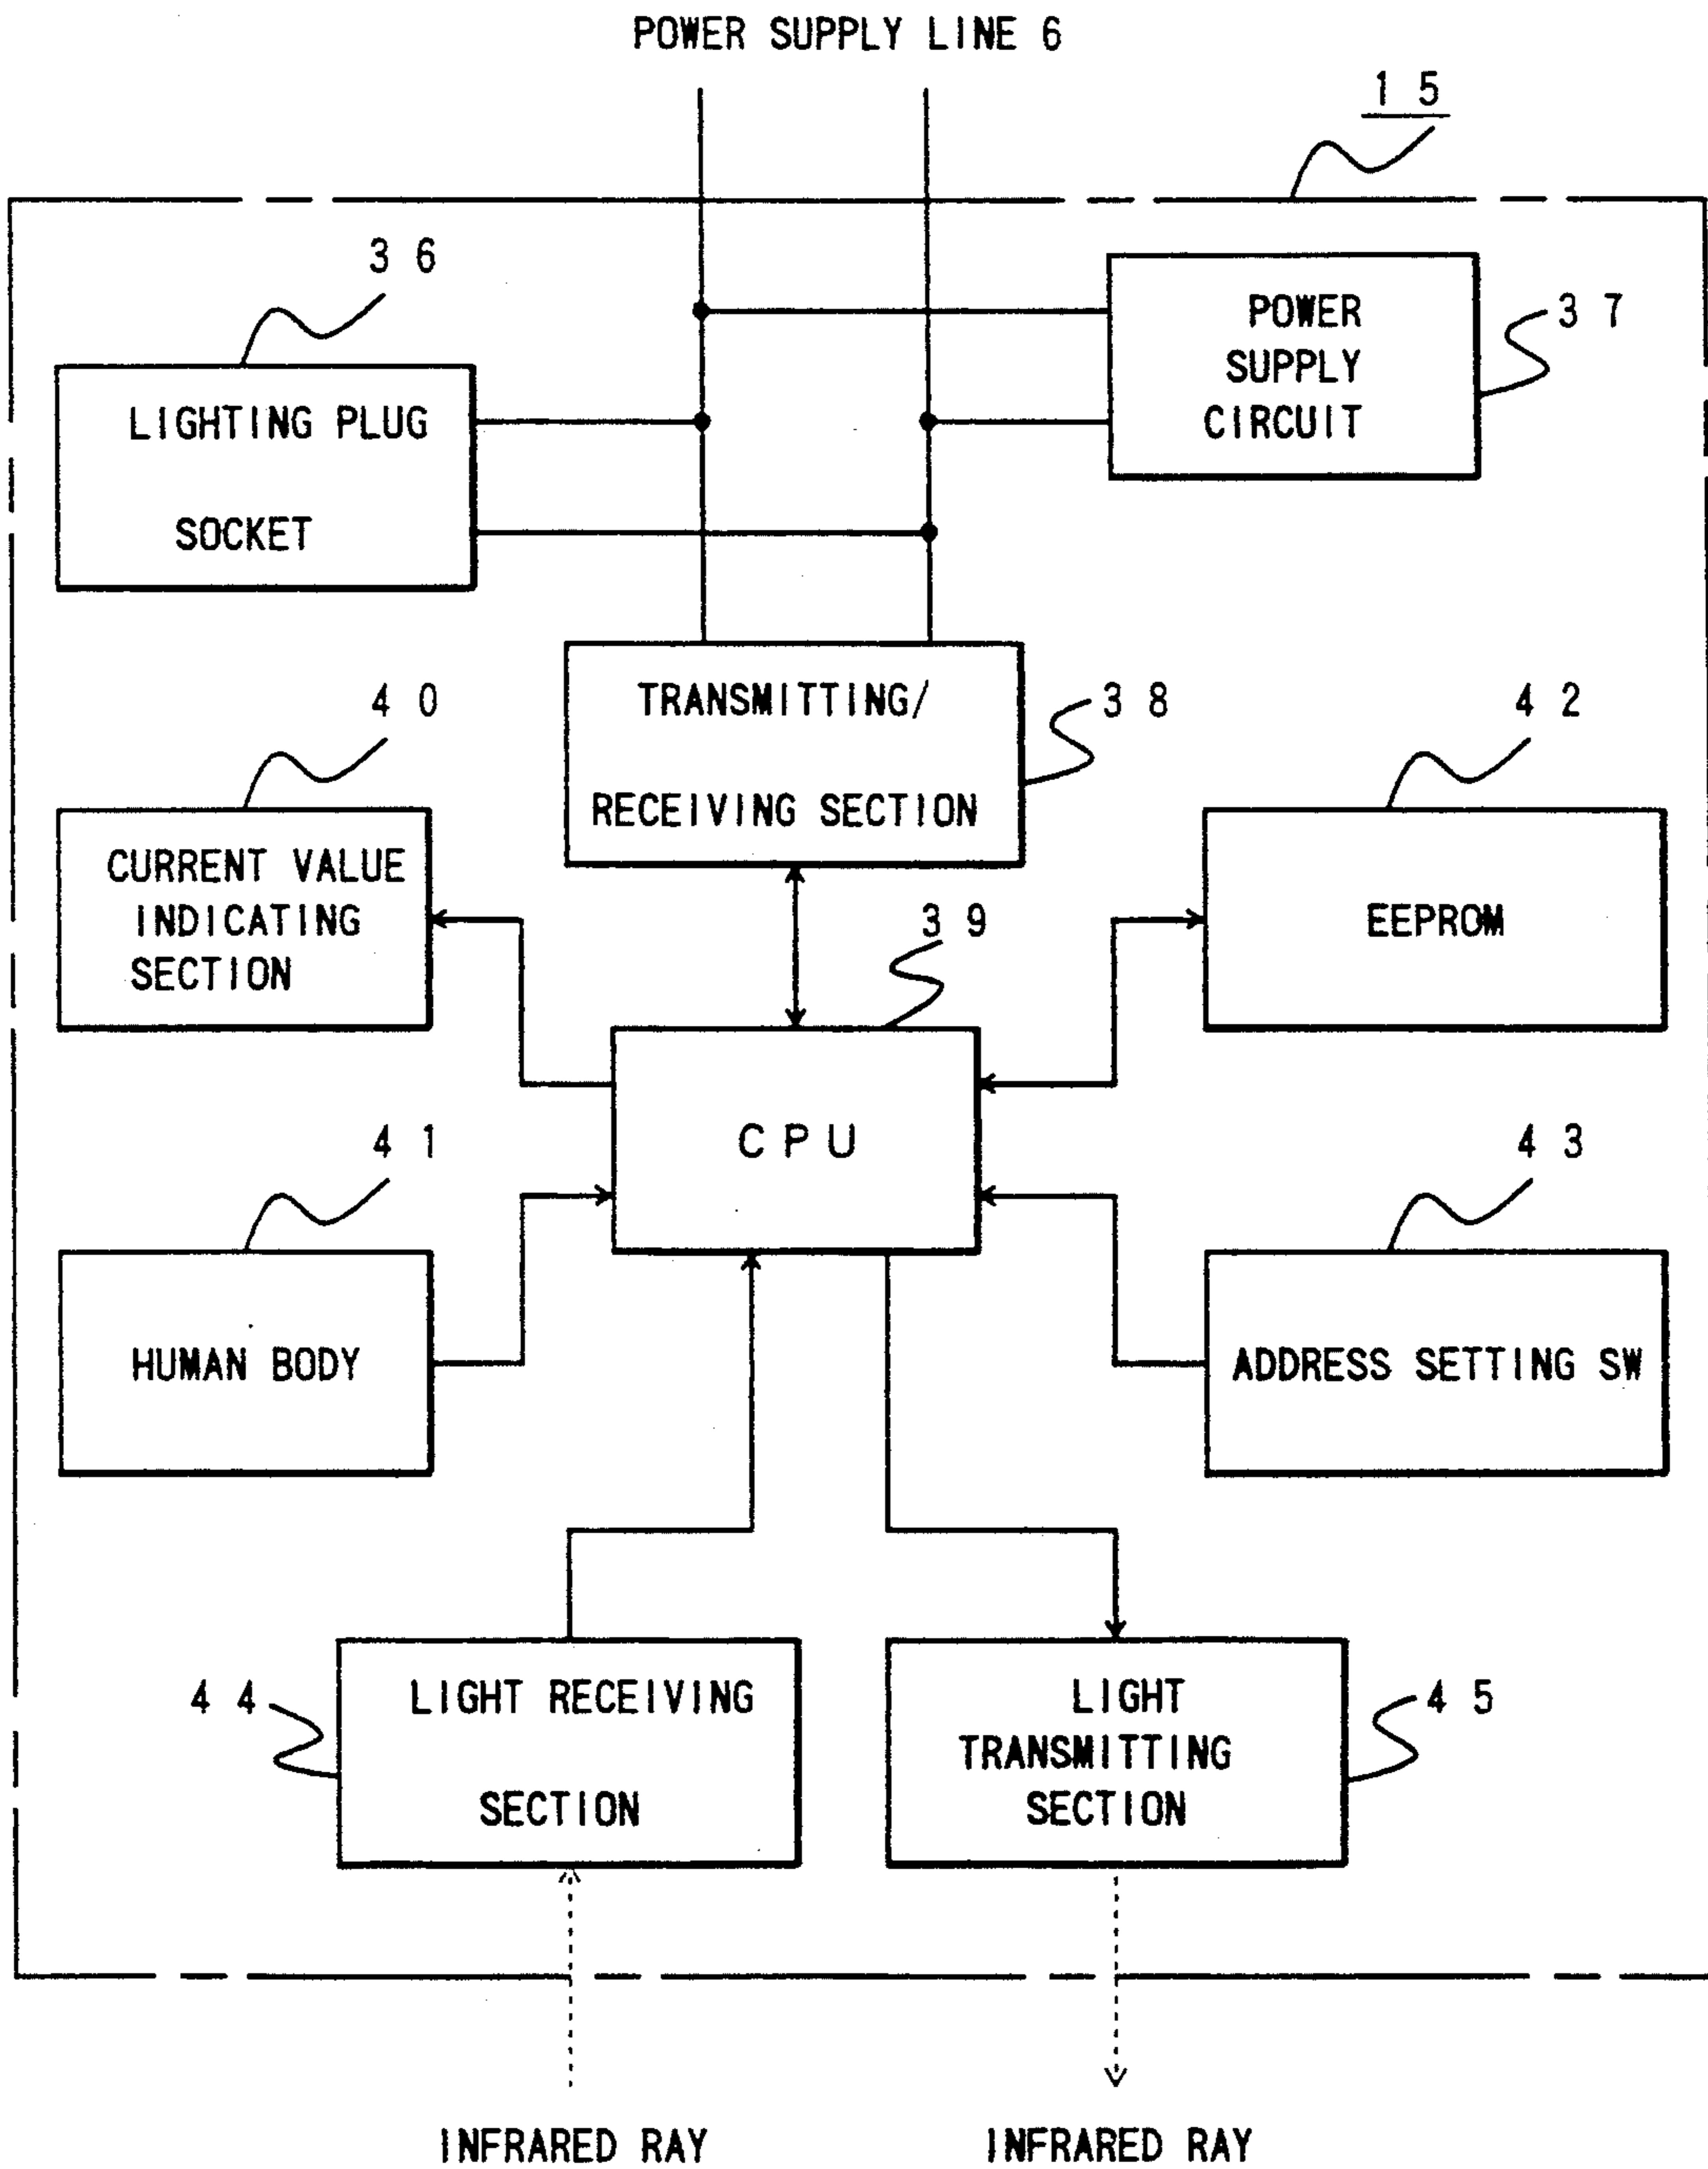 POWER SUPPLY LINE 6
15
36
POWER
SUPPLY
CIRCUIT
37
LIGHTING PLUG
SOCKET
TRANSMITTING/
RECEIVING SECTION
38
40
CURRENT VALUE
INDICATING
SECTION
42
EEPROM
39
CPU
41
HUMAN BODY
43
ADDRESS SETTING SW
44
LIGHT RECEIVING
SECTION
LIGHT
TRANSMITTING
SECTION
45
INFRARED RAY
INFRARED RAY